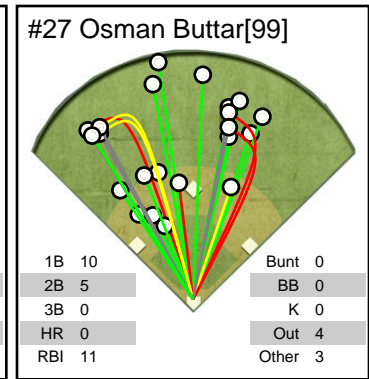 #27 Osman Buttar[99]
1B 10 Bunt 0
2B 5 BB 0
3B 0 K 0
HR 0 Out 4
RBI 11 Other 3